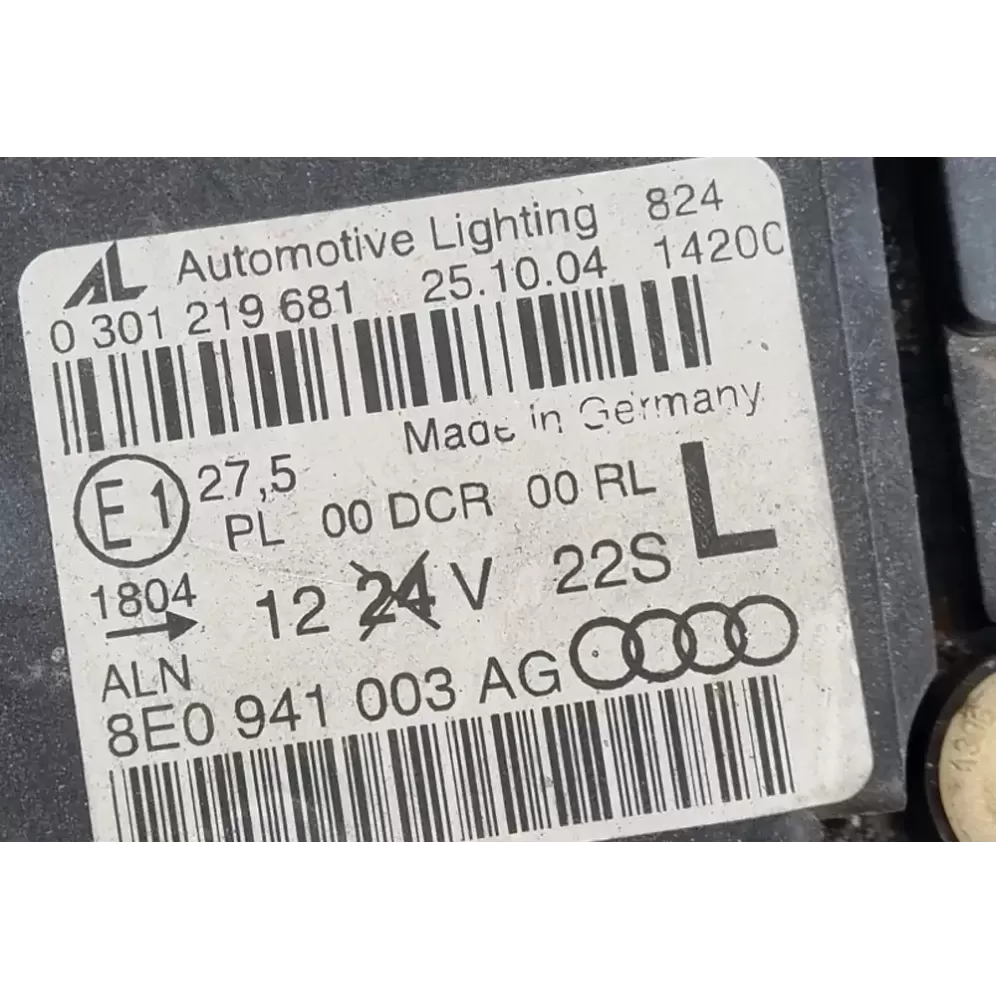 AL Automotive Lighting 824
0 301 219 681 25.10.04 1420C
Made in Germany
E1 27,5
PL 00 DCR 00 RL L
1804 12 24 V 22S
ALN
8E0 941 003 AG